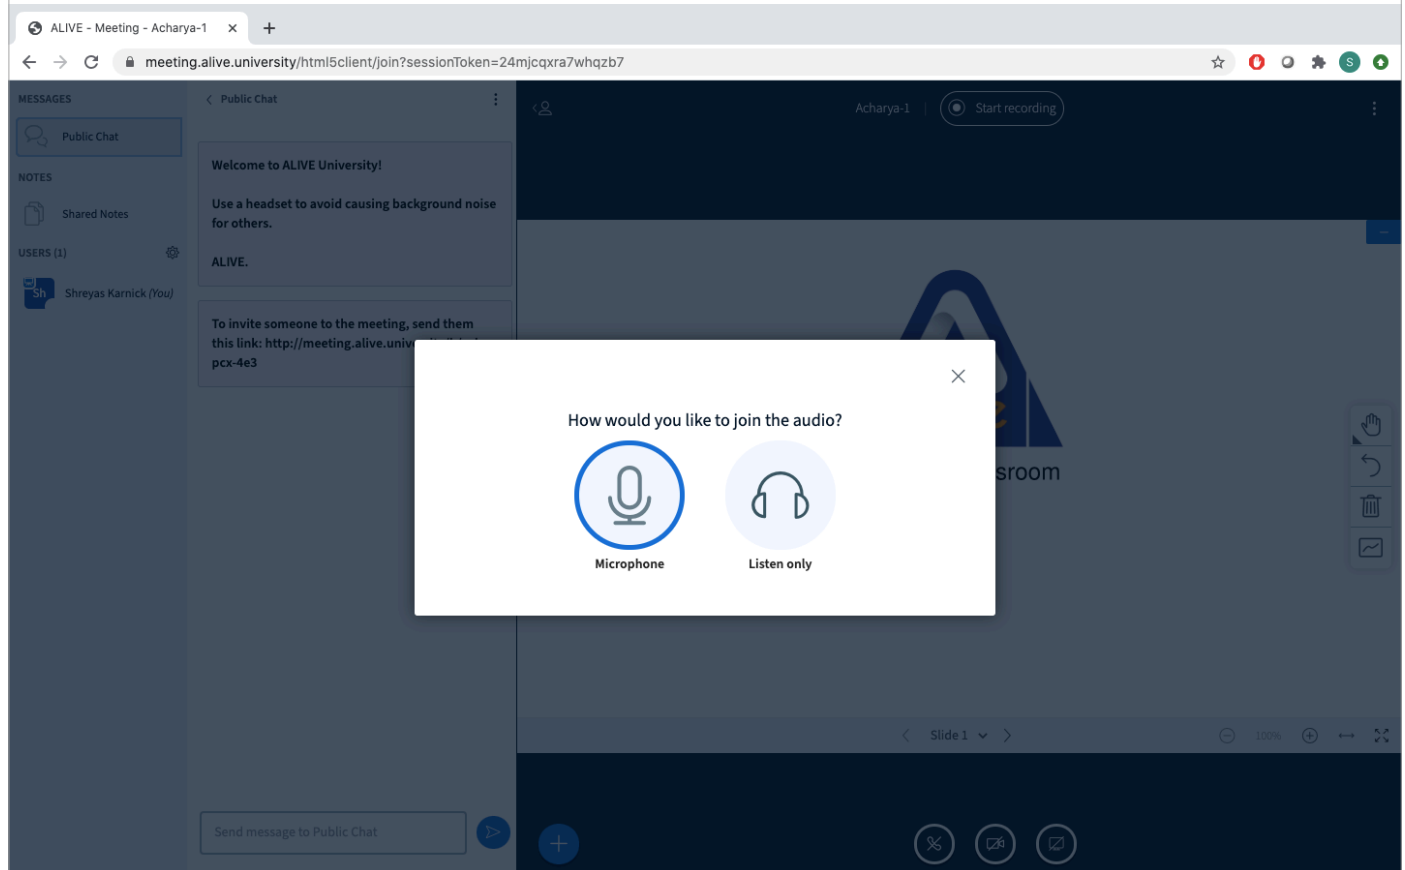 ALIVE - Meeting - Acharya-1
meeting.alive.university/html5client/join?sessionToken=24mjcqxra7whqzb7
S
MESSAGES
Public Chat
NOTES
Shared Notes
USERS (1)
Sh
Shreyas Karnick (You)
Public Chat
Welcome to ALIVE University!
Use a headset to avoid causing background noise
for others.
ALIVE.
To invite someone to the meeting, send them
this link: http://meeting.alive.univ
pcx-4e3
Send message to Public Chat
Acharya-1
Start recording
How would you like to join the audio?
Microphone
Listen only
sroom
Slide 1
100%